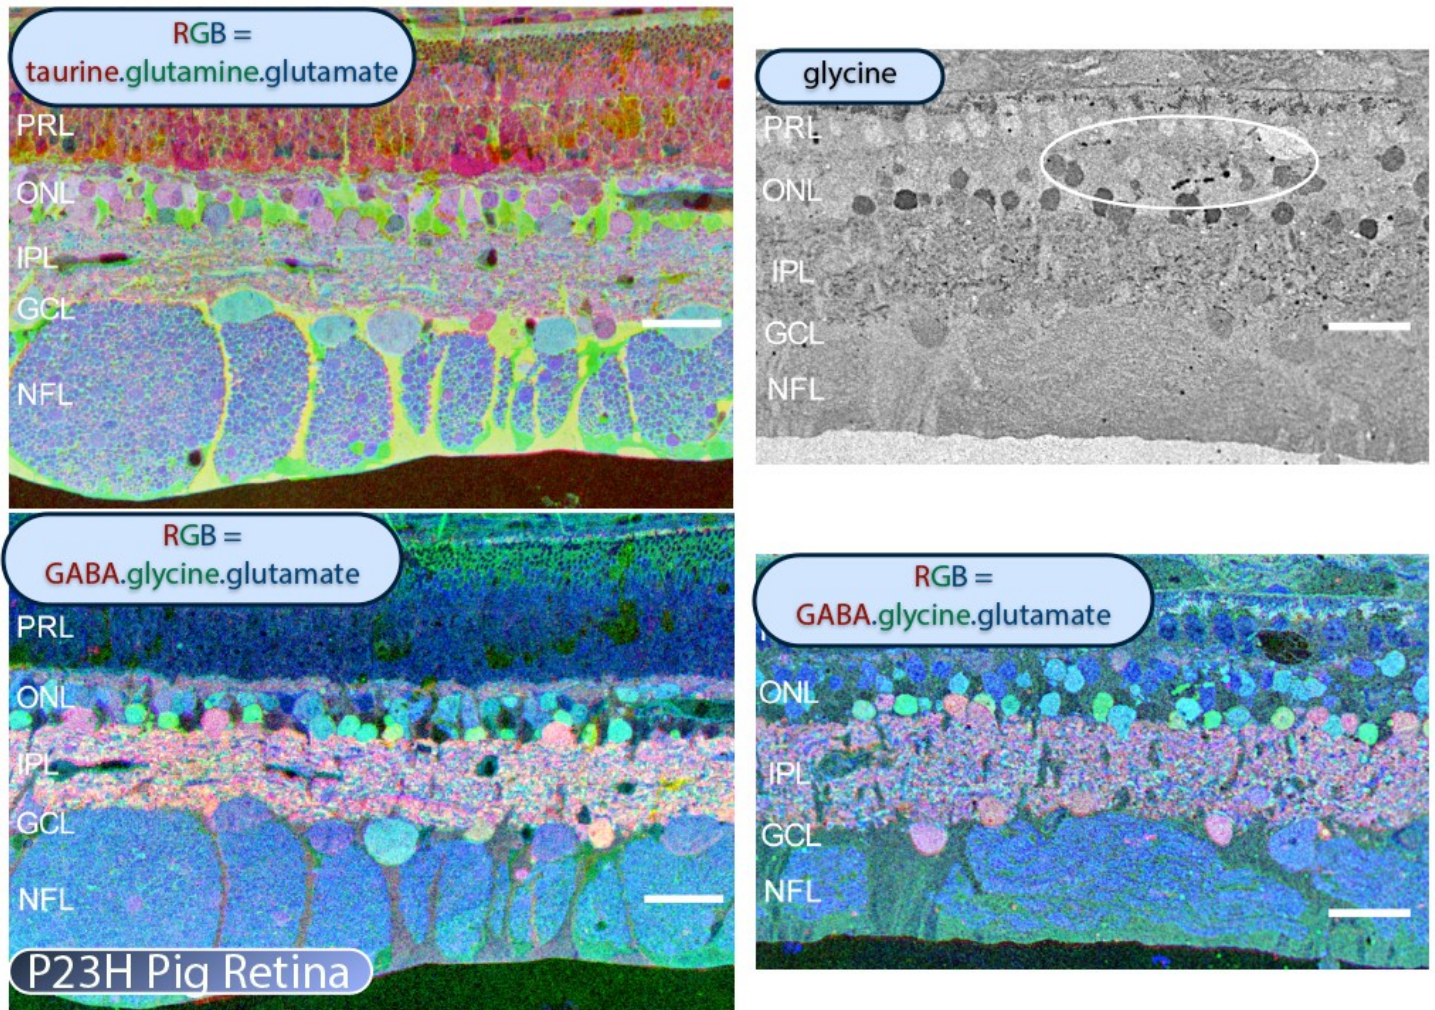 RGB =
taurine.glutamine.glutamate
PRL
ONL
IPL
GCL
NFL
glycine
PRL
ONL
IPL
GCL
NFL
RGB =
GABA.glycine.glutamate
PRL
ONL
IPL
GCL
NFL
P23H Pig Retina
RGB =
GABA.glycine.glutamate
ONL
IPL
GCL
NFL